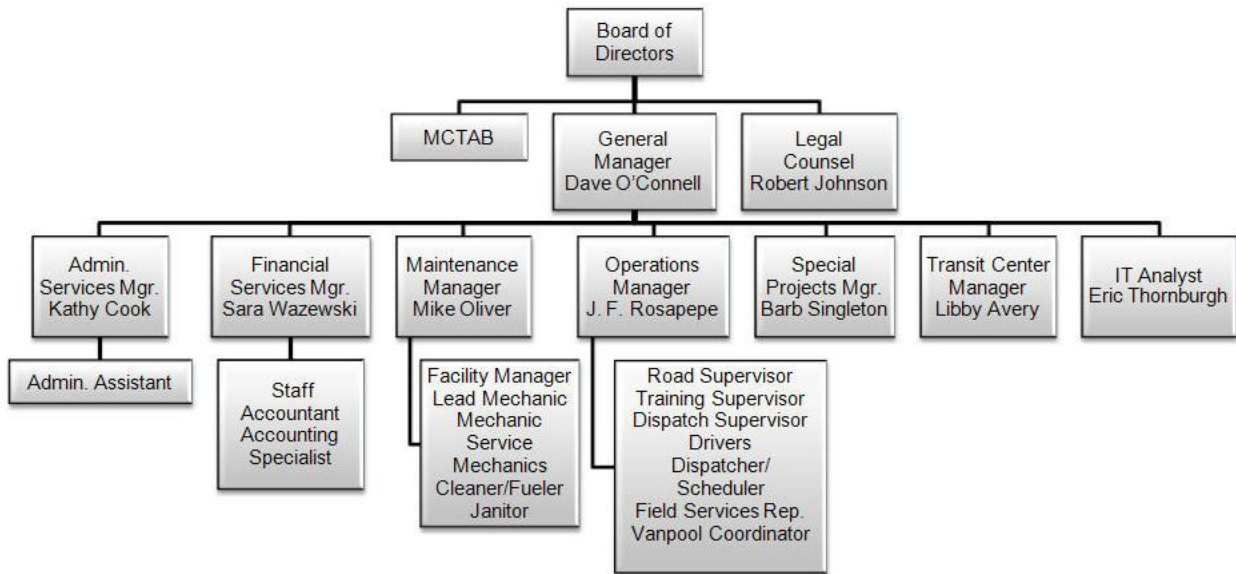 Board of
Directors
MCTAB
General
Manager
Dave O’Connell
Legal
Counsel
Robert Johnson
Admin.
Services Mgr.
Kathy Cook
Financial
Services Mgr.
Sara Wazewski
Maintenance
Manager
Mike Oliver
Operations
Manager
J. F. Rosapepe
Special
Projects Mgr.
Barb Singleton
Transit Center
Manager
Libby Avery
IT Analyst
Eric Thornburgh
Admin. Assistant
Staff
Accountant
Accounting
Specialist
Facility Manager
Lead Mechanic
Mechanic
Service
Mechanics
Cleaner/Fueler
Janitor
Road Supervisor
Training Supervisor
Dispatch Supervisor
Drivers
Dispatcher/
Scheduler
Field Services Rep.
Vanpool Coordinator